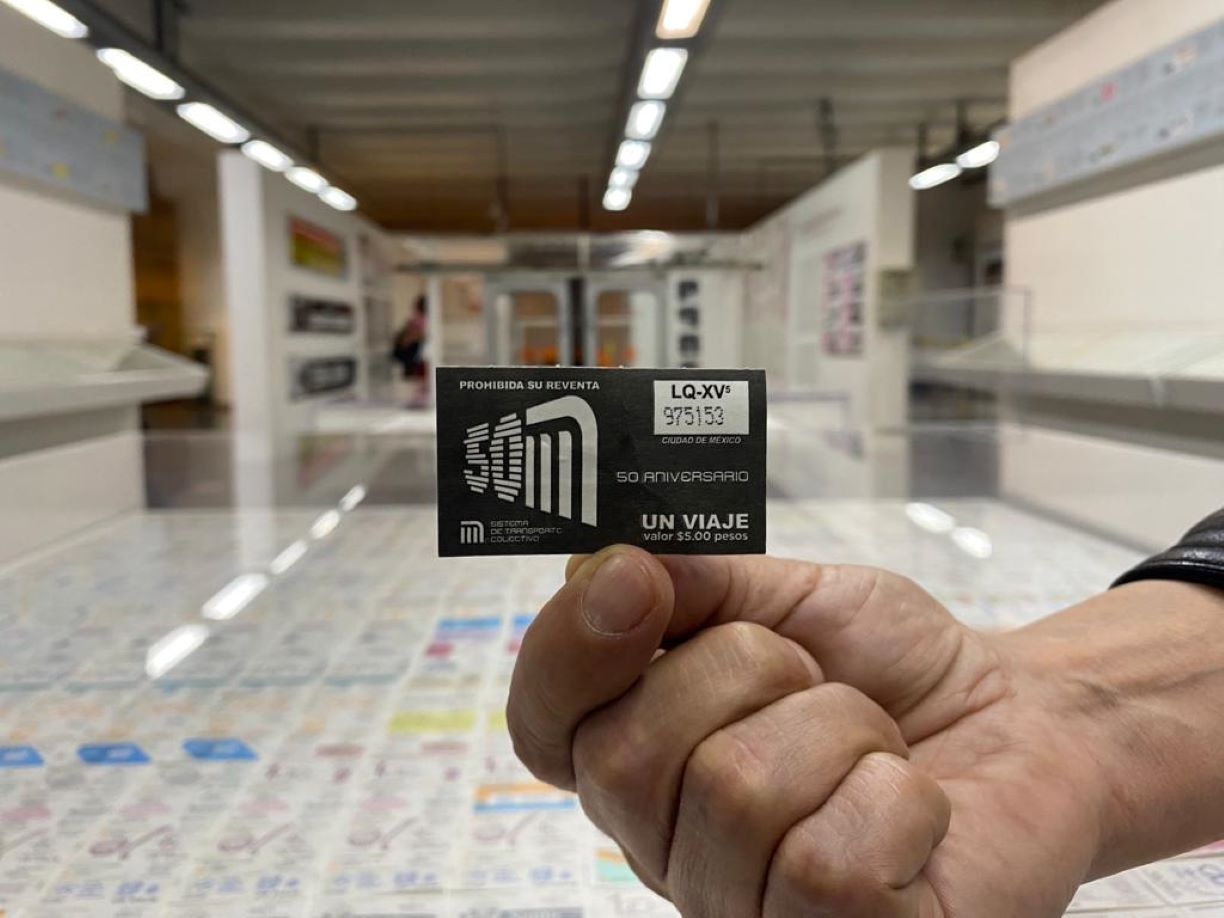 PROHIBIDA SU REVENTA
LQ-XV⁵
975153
CIUDAD DE MÉXICO
50
50 ANIVERSARIO
UN VIAJE
valor $5.00 pesos
SISTEMA
DE TRANSPORTE
COLECTIVO